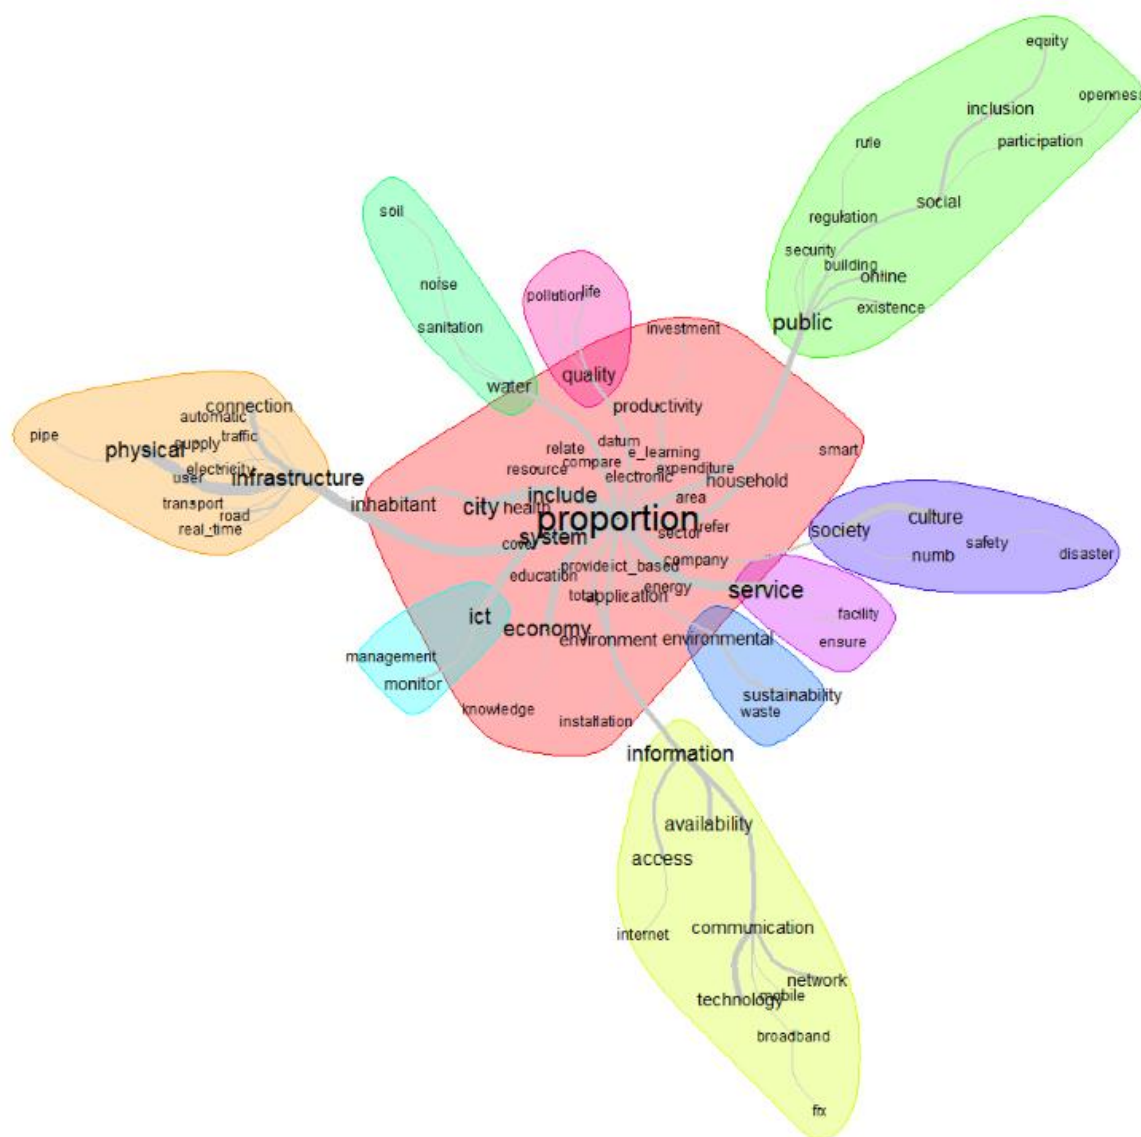 equity
openness
inclusion
participation
rule
social
soil
regulation
security
building
online
noise
pollution
life
existence
sanitation
investment
public
quality
water
connection
productivity
automatic
pipe
physical
supply
traffic
datum
relate
e_learning
smart
compare
resource
expenditure
electricity
electronic
user
infrastructure
household
include
area
transport
inhabitant
city
health
road
proportion
culture
real_time
refer
society
sector
system
cover
safety
numb
disaster
company
provide
ict_based
education
energy
service
total
application
ict
facility
economy
environment
environmental
ensure
management
monitor
sustainability
knowledge
waste
installation
information
availability
access
communication
internet
network
mobile
technology
broadband
fix